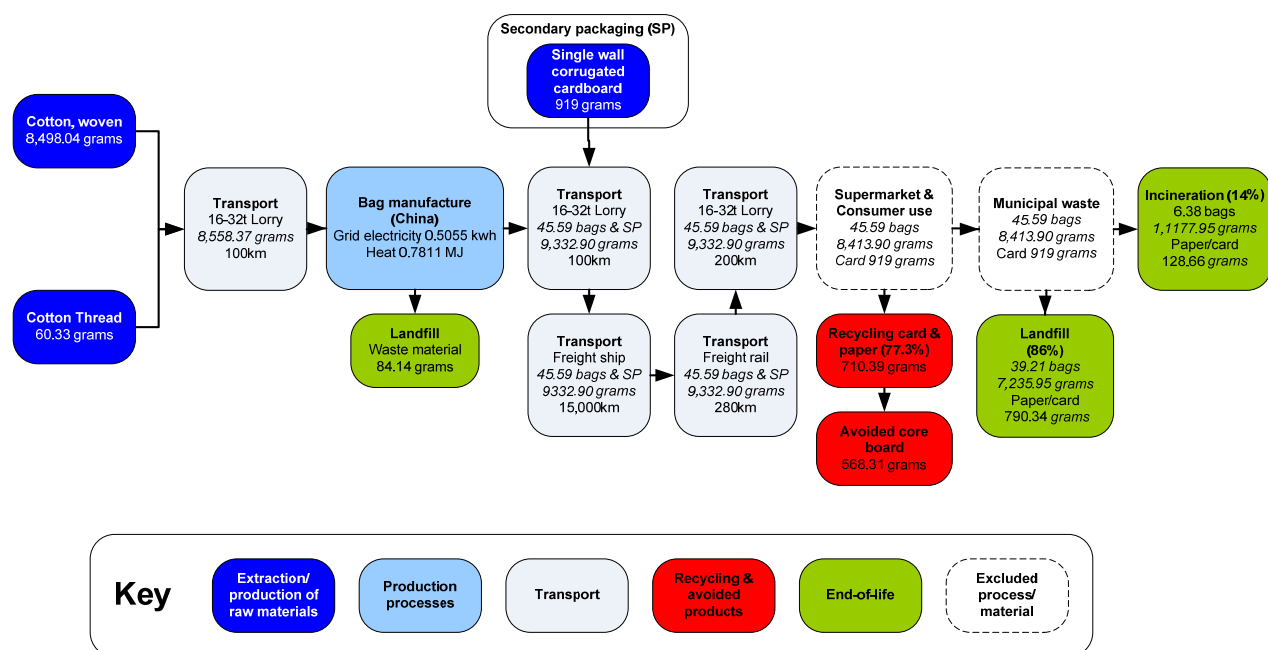 Secondary packaging (SP)
Single wall
corrugated
cardboard
919 grams
Cotton, woven
8,498.04 grams
Cotton Thread
60.33 grams
Transport
16-32t Lorry
8,558.37 grams
100km
Bag manufacture
(China)
Grid electricity 0.5055 kwh
Heat 0.7811 MJ
Landfill
Waste material
84.14 grams
Transport
16-32t Lorry
45.59 bags & SP
9,332.90 grams
100km
Transport
Freight ship
45.59 bags & SP
9332.90 grams
15,000km
Transport
16-32t Lorry
45.59 bags & SP
9,332.90 grams
200km
Transport
Freight rail
45.59 bags & SP
9,332.90 grams
280km
Supermarket &
Consumer use
45.59 bags
8,413.90 grams
Card 919 grams
Recycling card &
paper (77.3%)
710.39 grams
Avoided core
board
568.31 grams
Municipal waste
45.59 bags
8,413.90 grams
Card 919 grams
Incineration (14%)
6.38 bags
1,1177.95 grams
Paper/card
128.66 grams
Landfill
(86%)
39.21 bags
7,235.95 grams
Paper/card
790.34 grams
Key
Extraction/
production of
raw materials
Production
processes
Transport
Recycling &
avoided
products
End-of-life
Excluded
process/
material